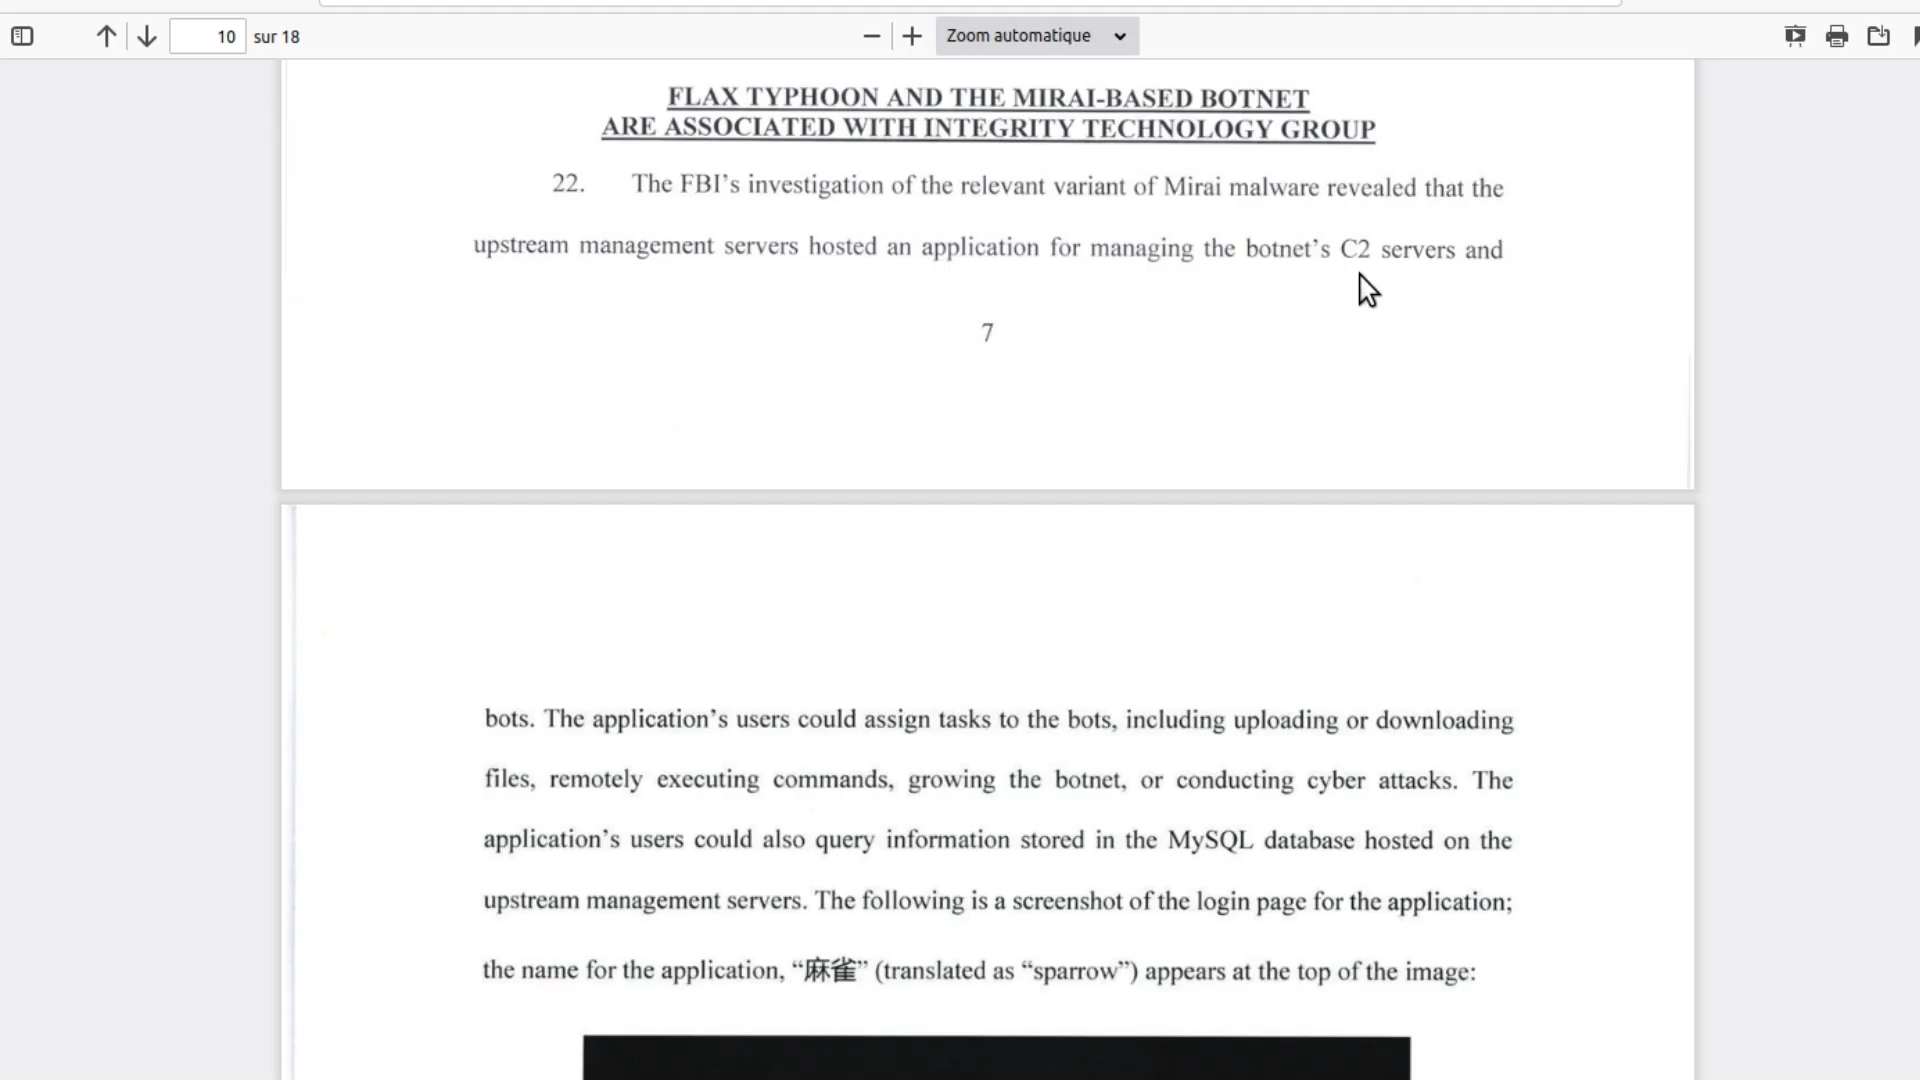 10 sur 18
Zoom automatique
FLAX TYPHOON AND THE MIRAI-BASED BOTNET
ARE ASSOCIATED WITH INTEGRITY TECHNOLOGY GROUP
22. The FBI’s investigation of the relevant variant of Mirai malware revealed that the
upstream management servers hosted an application for managing the botnet’s C2 servers and
7
bots. The application’s users could assign tasks to the bots, including uploading or downloading
files, remotely executing commands, growing the botnet, or conducting cyber attacks. The
application’s users could also query information stored in the MySQL database hosted on the
upstream management servers. The following is a screenshot of the login page for the application;
the name for the application, “麻雀” (translated as “sparrow”) appears at the top of the image: